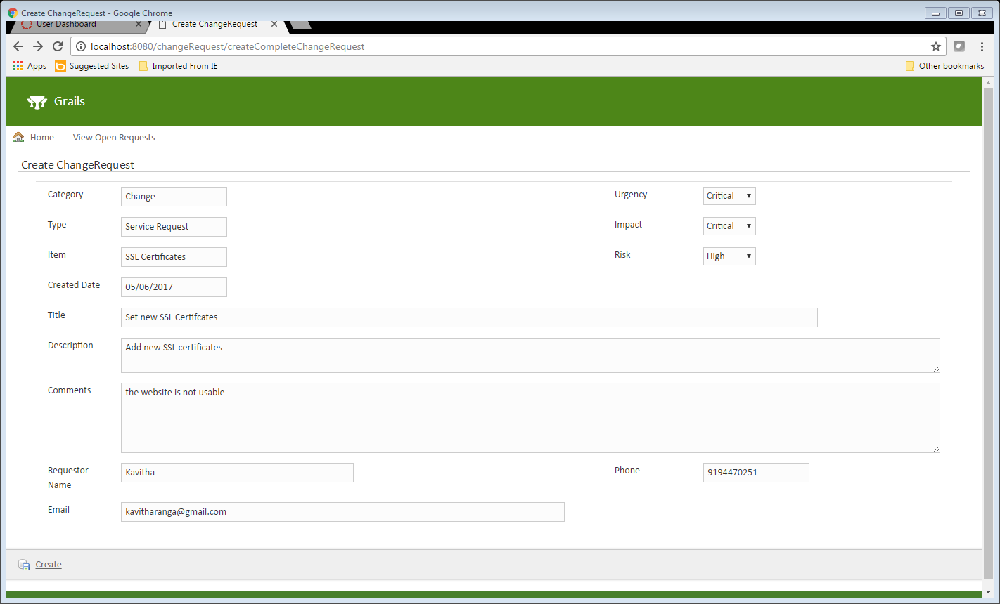 Create ChangeRequest - Google Chrome
User Dashboard
Create ChangeRequest
localhost:8080/changeRequest/createCompleteChangeRequest
Apps Suggested Sites Imported From IE Other bookmarks
Grails
Home View Open Requests
Create ChangeRequest
Category Change Urgency Critical
Type Service Request Impact Critical
Item SSL Certificates Risk High
Created Date 05/06/2017
Title Set new SSL Certifcates
Description Add new SSL certificates
Comments the website is not usable
Requestor Kavitha Phone 9194470251
Name
Email kavitharanga@gmail.com
Create